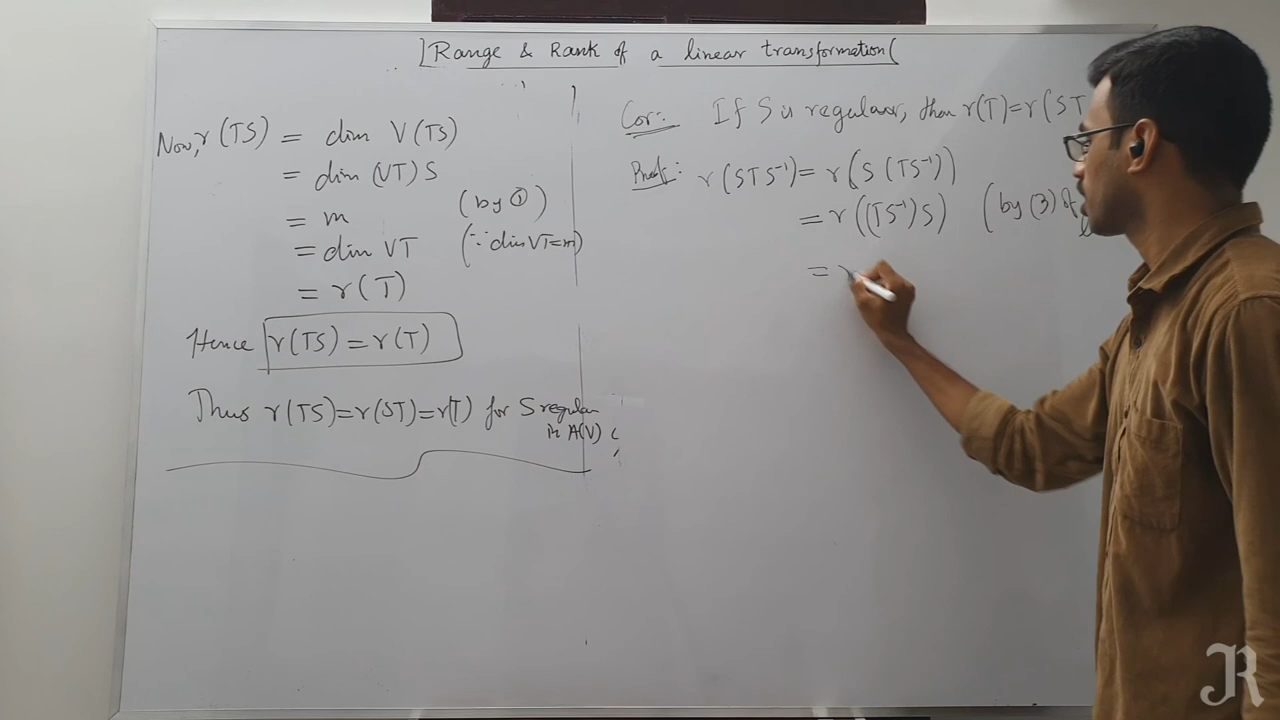 Range & Rank of a linear transformation
Now, r(TS) = dim V(TS)
= dim (VT)S
= m (by ①)
= dim VT (∵ dim VT = m)
= r(T)
Hence r(TS) = r(T)
Thus r(TS) = r(ST) = r(T) for S regular
in A(V)
Cor:- If S is regular, then r(T) = r(ST
Proof: r(STS⁻¹) = r(S(TS⁻¹))
= r((TS⁻¹)S) (by (3) of
= r
JR